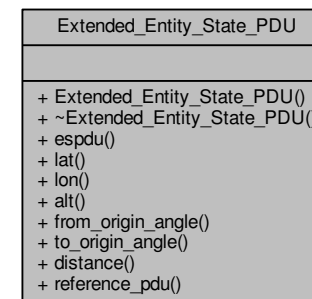 Extended_Entity_State_PDU
+ Extended_Entity_State_PDU()
+ ~Extended_Entity_State_PDU()
+ espdu()
+ lat()
+ lon()
+ alt()
+ from_origin_angle()
+ to_origin_angle()
+ distance()
+ reference_pdu()